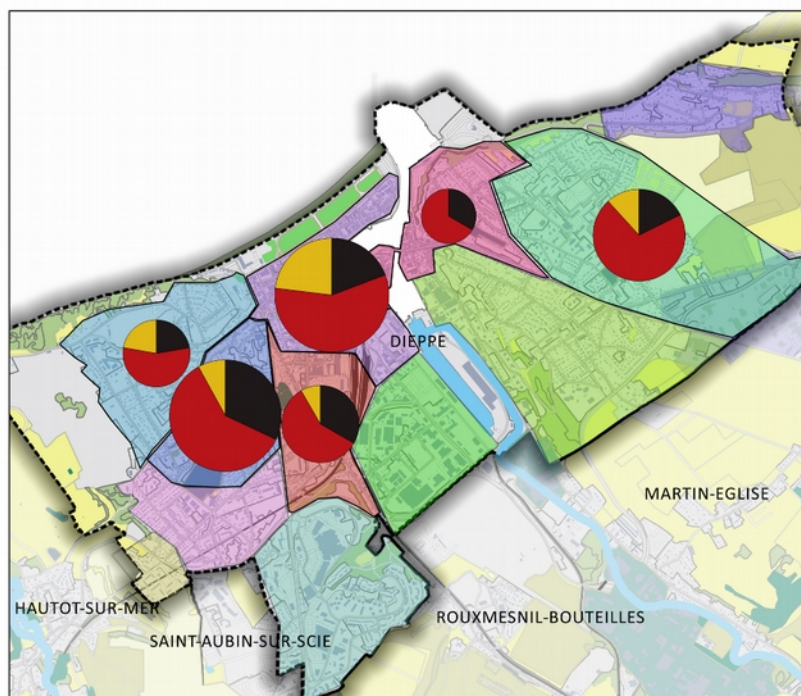 DIEPPE
MARTIN-EGLISE
HAUTOT-SUR-MER
ROUXMESNIL-BOUTEILLES
SAINT-AUBIN-SUR-SCIE